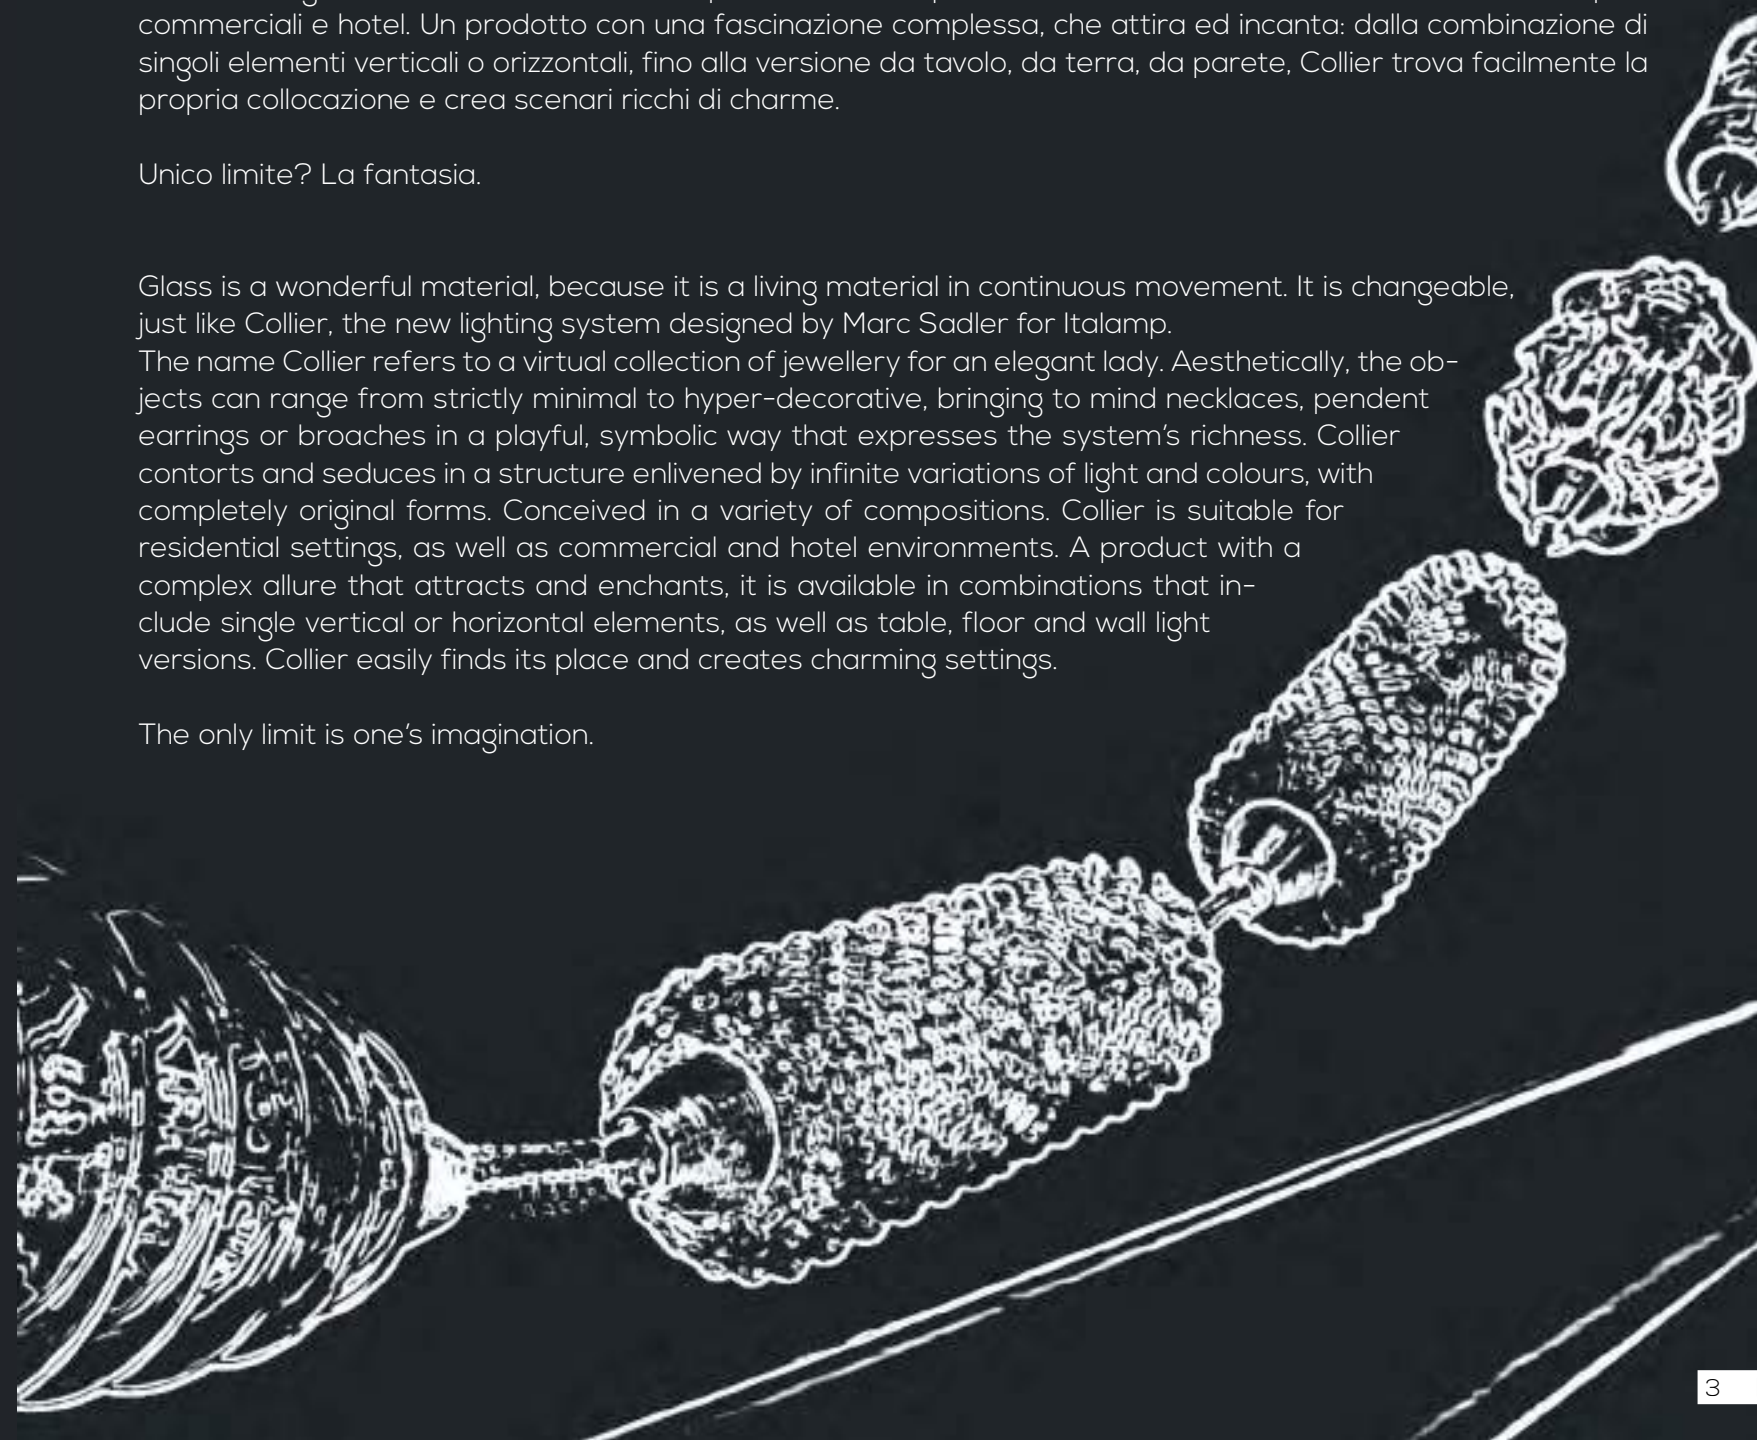 commerciali e hotel. Un prodotto con una fascinazione complessa, che attira ed incanta: dalla combinazione di
singoli elementi verticali o orizzontali, fino alla versione da tavolo, da terra, da parete, Collier trova facilmente la
propria collocazione e crea scenari ricchi di charme.
Unico limite? La fantasia.
Glass is a wonderful material, because it is a living material in continuous movement. It is changeable,
just like Collier, the new lighting system designed by Marc Sadler for Italamp.
The name Collier refers to a virtual collection of jewellery for an elegant lady. Aesthetically, the ob-
jects can range from strictly minimal to hyper-decorative, bringing to mind necklaces, pendent
earrings or broaches in a playful, symbolic way that expresses the system's richness. Collier
contorts and seduces in a structure enlivened by infinite variations of light and colours, with
completely original forms. Conceived in a variety of compositions. Collier is suitable for
residential settings, as well as commercial and hotel environments. A product with a
complex allure that attracts and enchants, it is available in combinations that in-
clude single vertical or horizontal elements, as well as table, floor and wall light
versions. Collier easily finds its place and creates charming settings.
The only limit is one's imagination.
3